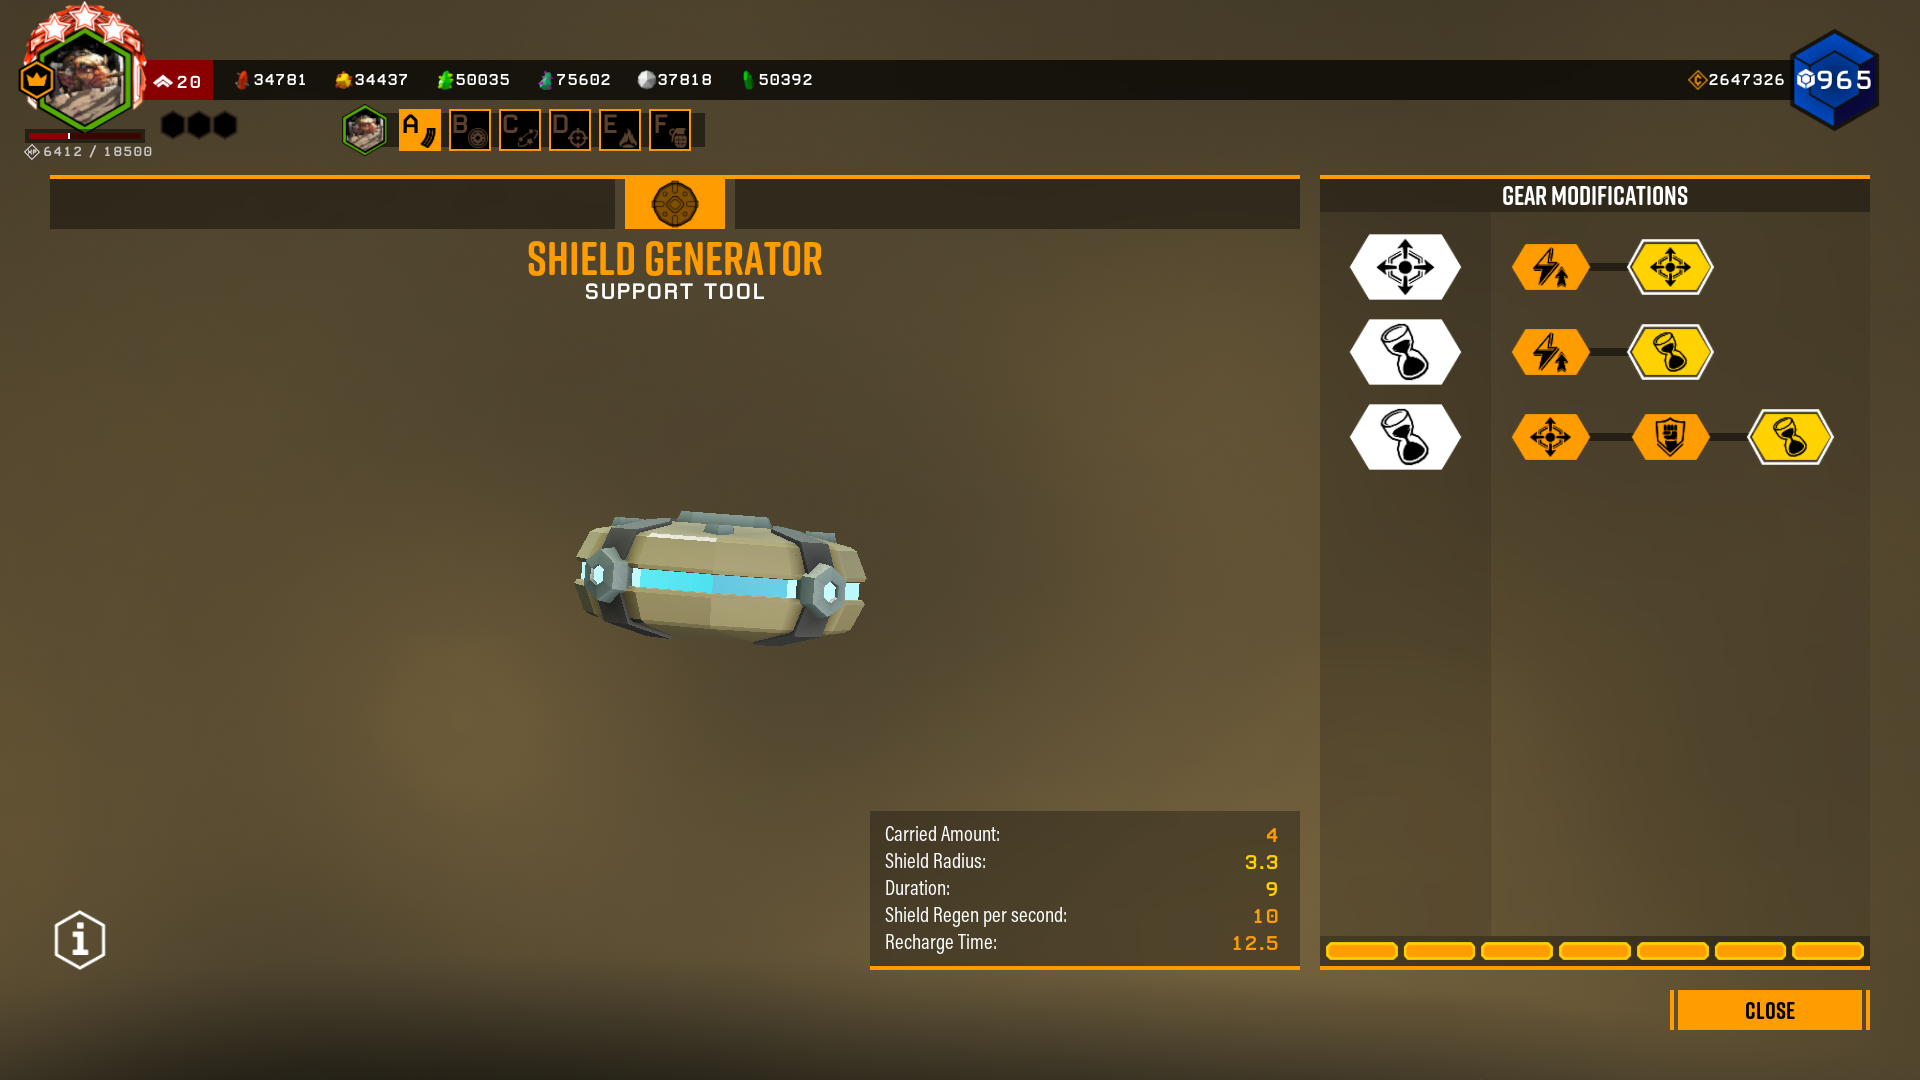 20 34781 34437 50035 75602 37818 50392 2647326 965
6412 / 18500
A B C D E F
GEAR MODIFICATIONS
SHIELD GENERATOR
SUPPORT TOOL
Carried Amount: 4
Shield Radius: 3.3
Duration: 9
Shield Regen per second: 10
Recharge Time: 12.5
CLOSE